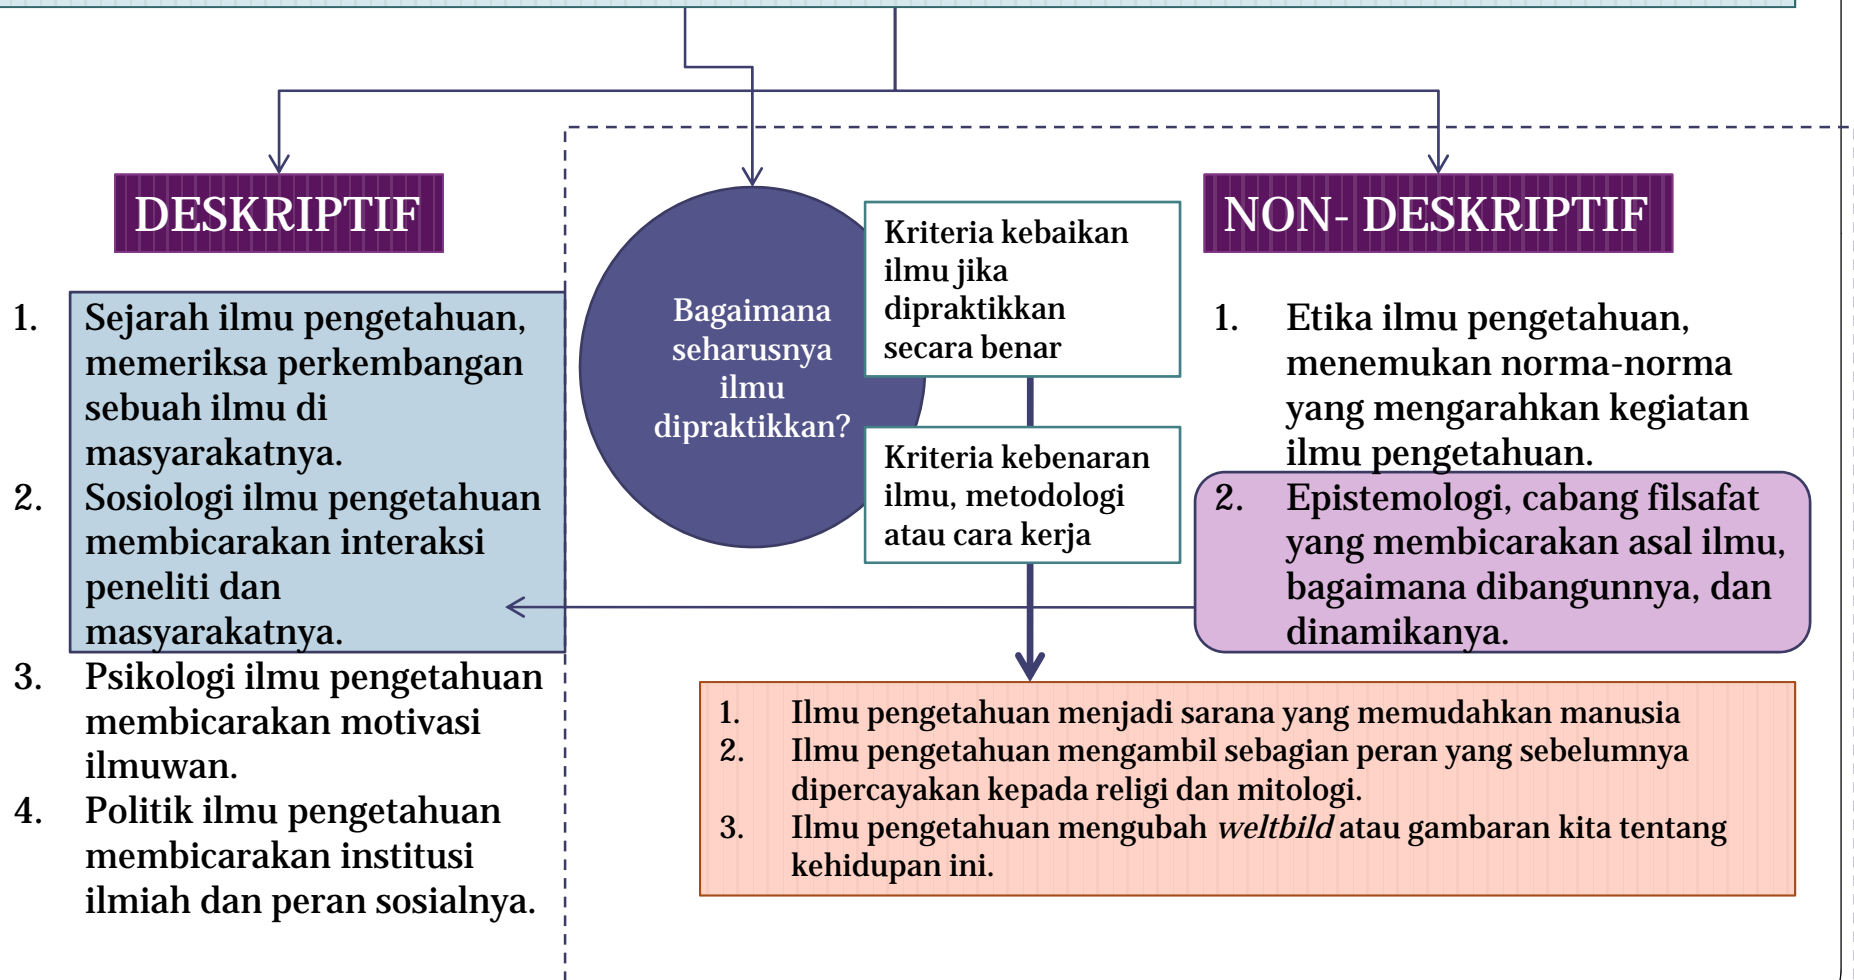 DESKRIPTIF
1. Sejarah ilmu pengetahuan,
memeriksa perkembangan
sebuah ilmu di
masyarakatnya.
2. Sosiologi ilmu pengetahuan
membicarakan interaksi
peneliti dan
masyarakatnya.
3. Psikologi ilmu pengetahuan
membicarakan motivasi
ilmuwan.
4. Politik ilmu pengetahuan
membicarakan institusi
ilmiah dan peran sosialnya.
Bagaimana
seharusnya
ilmu
dipraktikkan?
Kriteria kebaikan
ilmu jika
dipraktikkan
secara benar
Kriteria kebenaran
ilmu, metodologi
atau cara kerja
NON- DESKRIPTIF
1. Etika ilmu pengetahuan,
menemukan norma-norma
yang mengarahkan kegiatan
ilmu pengetahuan.
2. Epistemologi, cabang filsafat
yang membicarakan asal ilmu,
bagaimana dibangunnya, dan
dinamikanya.
1. Ilmu pengetahuan menjadi sarana yang memudahkan manusia
2. Ilmu pengetahuan mengambil sebagian peran yang sebelumnya
dipercayakan kepada religi dan mitologi.
3. Ilmu pengetahuan mengubah weltbild atau gambaran kita tentang
kehidupan ini.